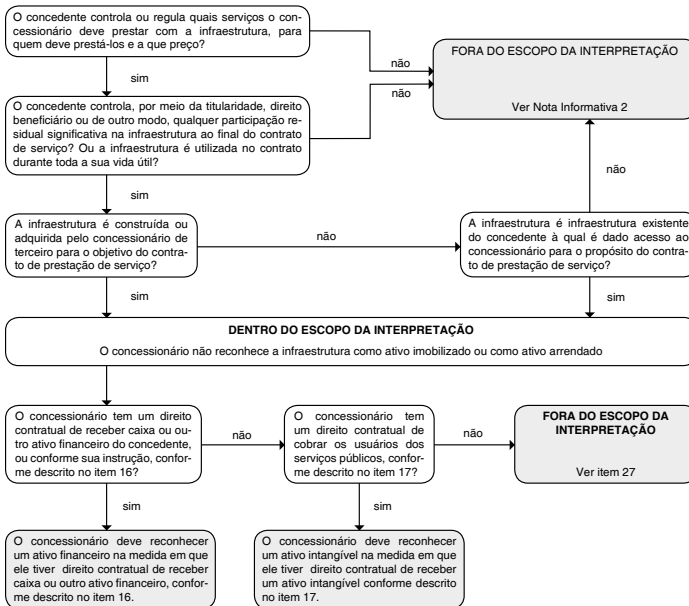 O concedente controla ou regula quais serviços o con-
cessionário deve prestar com a infraestrutura, para
quem deve prestá-los e a que preço?
não
FORA DO ESCOPO DA INTERPRETAÇÃO
Ver Nota Informativa 2
sim
não
O concedente controla, por meio da titularidade, direito
beneficiário ou de outro modo, qualquer participação re-
sidual significativa na infraestrutura ao final do contrato
de serviço? Ou a infraestrutura é utilizada no contrato
durante toda a sua vida útil?
não
sim
A infraestrutura é construída ou
adquirida pelo concessionário de
terceiro para o objetivo do contra-
to de prestação de serviço?
não
A infraestrutura é infraestrutura existente
do concedente à qual é dado acesso ao
concessionário para o propósito do contra-
to de prestação de serviço?
sim
sim
DENTRO DO ESCOPO DA INTERPRETAÇÃO
O concessionário não reconhece a infraestrutura como ativo imobilizado ou como ativo arrendado
O concessionário tem um direito
contratual de receber caixa ou ou-
tro ativo financeiro do concedente,
ou conforme sua instrução, confor-
me descrito no item 16?
não
O concessionário tem
um direito contratual de
cobrar os usuários dos
serviços públicos, confor-
me descrito no item 17?
não
FORA DO ESCOPO DA
INTERPRETAÇÃO
Ver item 27
sim
sim
O concessionário deve reconhecer
um ativo financeiro na medida em que
ele tiver direito contratual de receber
caixa ou outro ativo financeiro, confor-
me descrito no item 16.
O concessionário deve reconhecer
um ativo intangível na medida em que
ele tiver direito contratual de receber
um ativo intangível conforme descrito
no item 17.